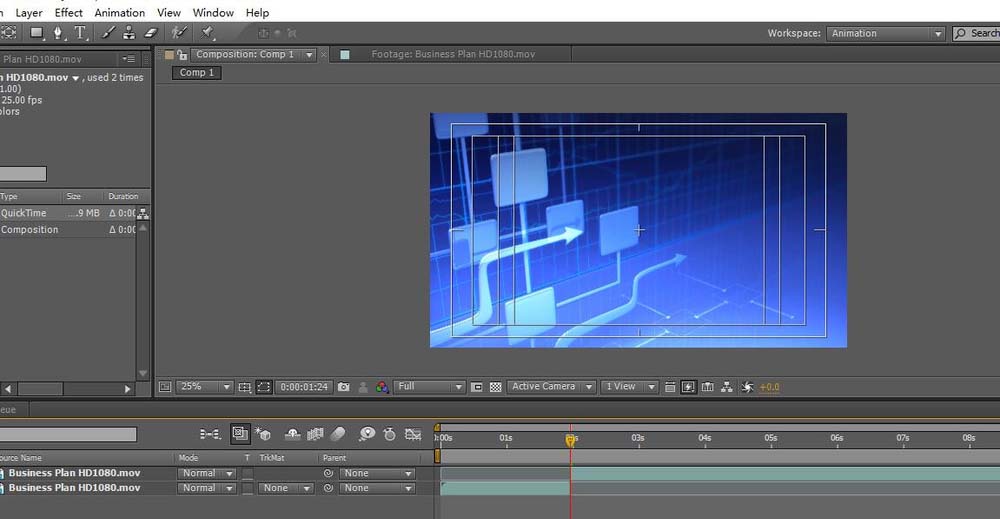 Layer Effect Animation View Window Help
Workspace: Animation Search
Plan HD1080.mov
n HD1080.mov , used 2 times
1.00)
25.00 fps
olors
Composition: Comp 1 × Footage: Business Plan HD1080.mov
Comp 1
Type Size Duration
QuickTime ....9 MB Δ 0:00
Composition Δ 0:00
25% 0:00:01:24 Full Active Camera 1 View +0.0
eue
:00s 01s 03s 04s 05s 06s 07s 08s
ource Name Mode T TrkMat Parent
Business Plan HD1080.mov Normal None
Business Plan HD1080.mov Normal None None